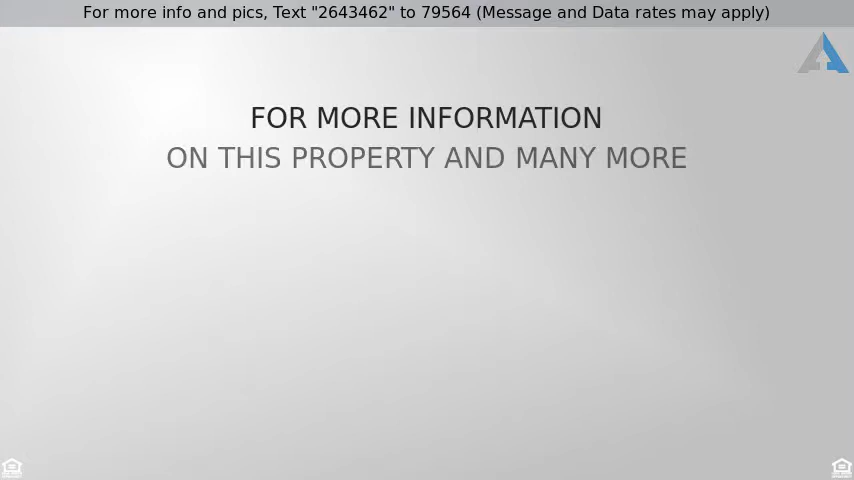 For more info and pics, Text "2643462" to 79564 (Message and Data rates may apply)
FOR MORE INFORMATION
ON THIS PROPERTY AND MANY MORE